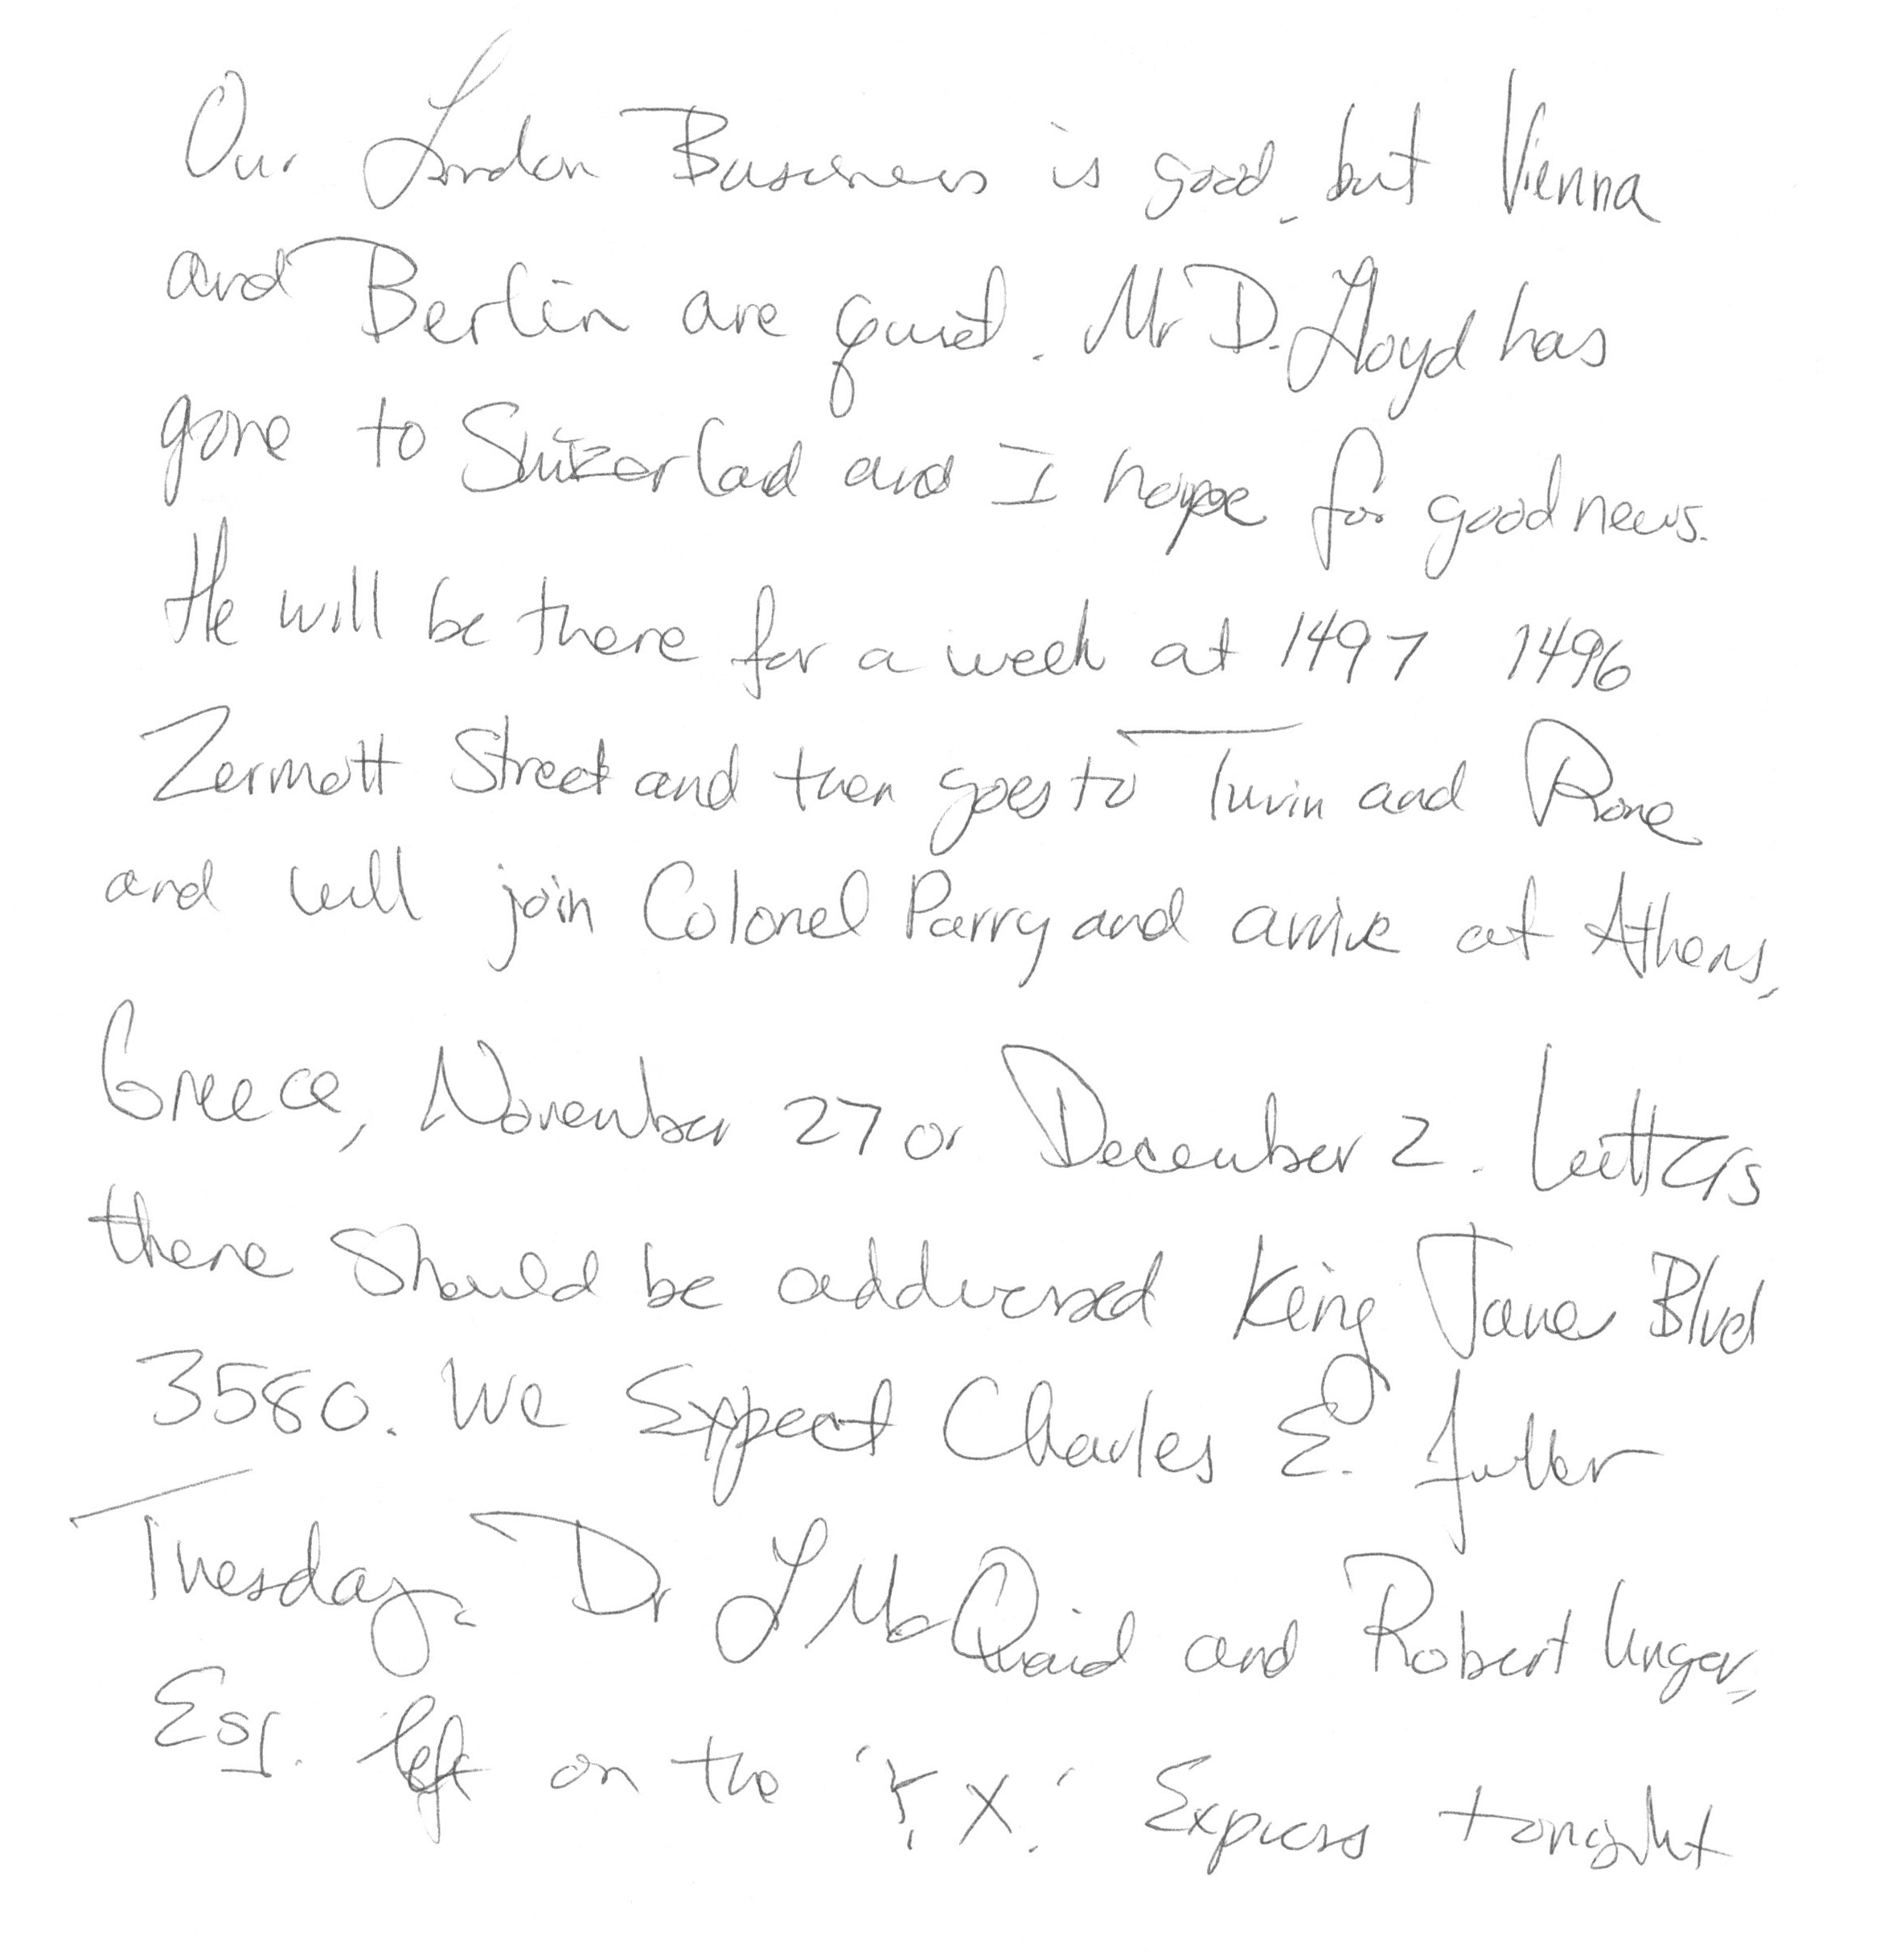 Our London Business is good, but Vienna
and Berlin are quiet. Mr D. Lloyd has
gone to Swizerlad and I hope for good news.
He will be there for a week at 1497 1496
Zermott Street and then goes to Turin and Rome
and will join Colonel Parry and arrive at Athens,
Greece, November 27 or December 2. Letters
there should be addressed King James Blvd
3580. We Expect Charles E. Fuller
Tuesday. Dr L McQuaid and Robert Unger,
Esq. left on the 'Y. X.' Express tonight